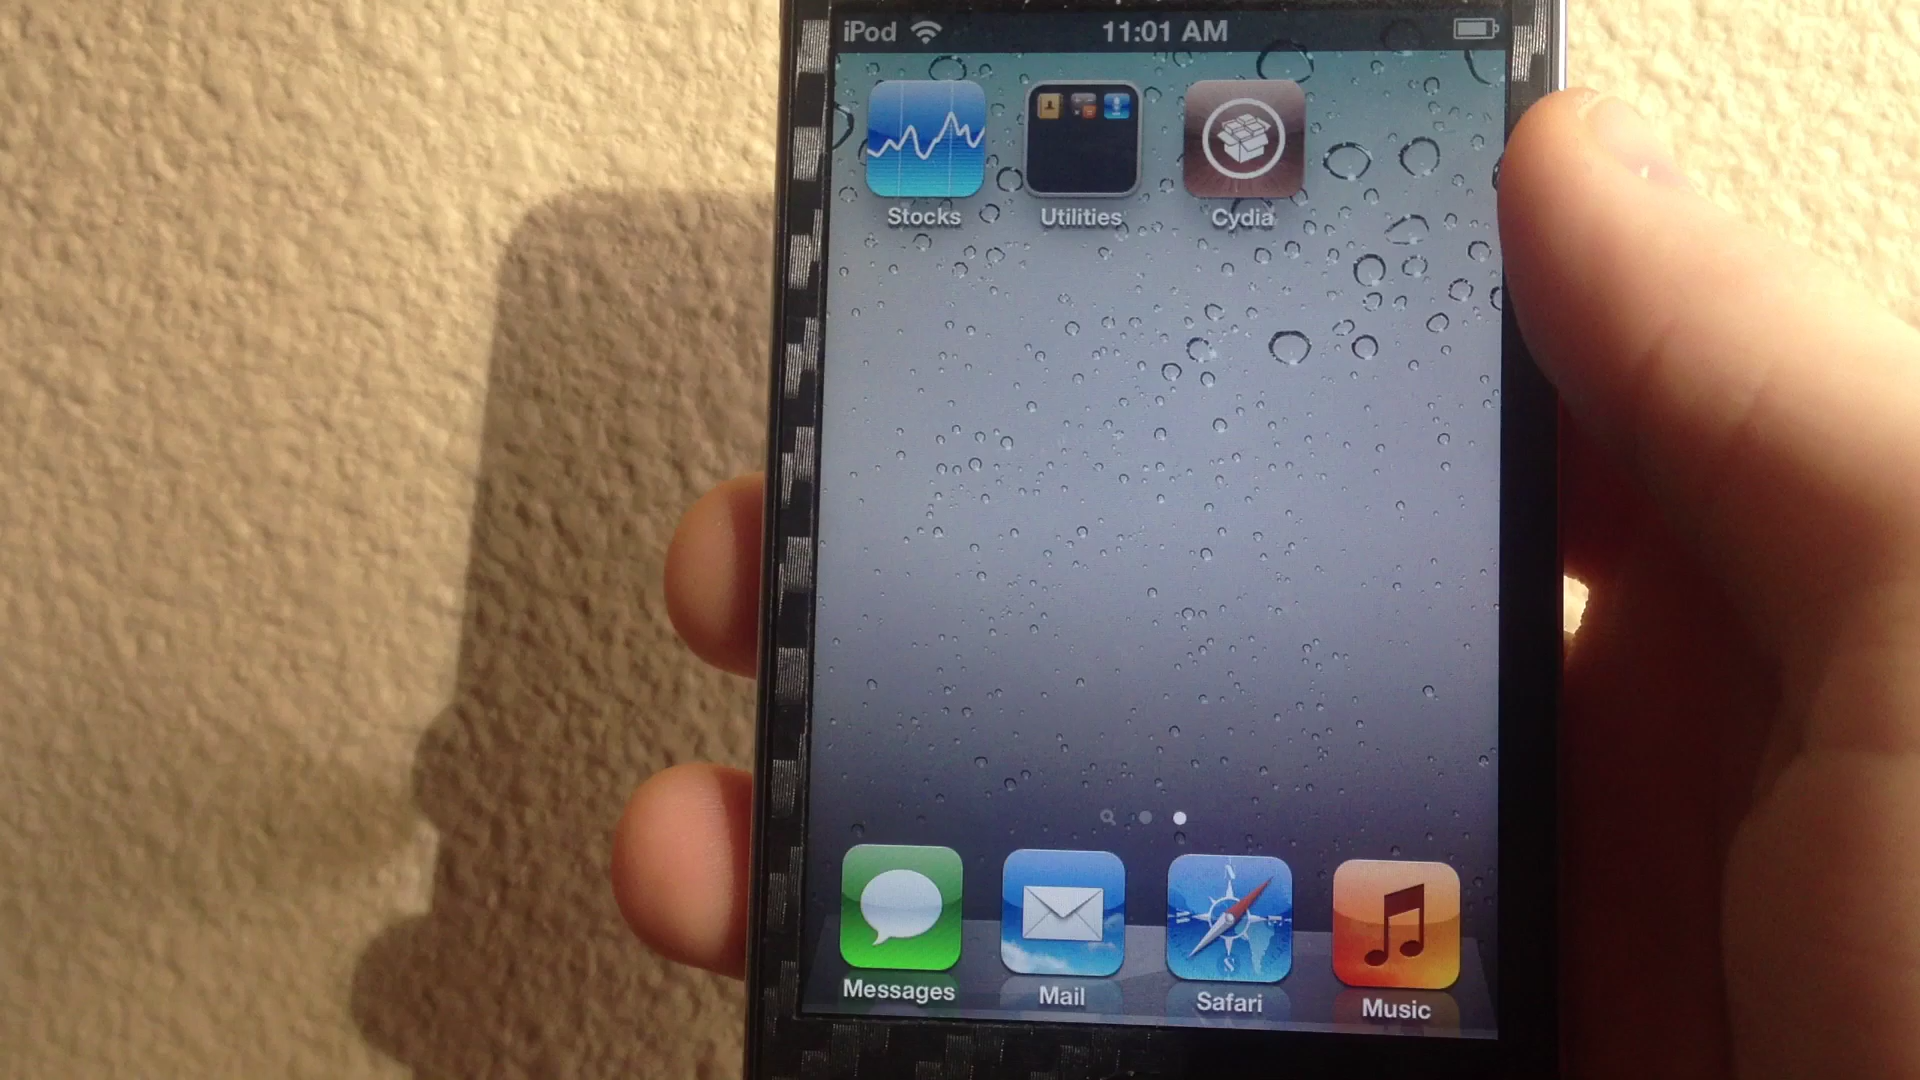 iPod 11:01 AM
Stocks Utilities Cydia
N
S
Messages Mail Safari Music